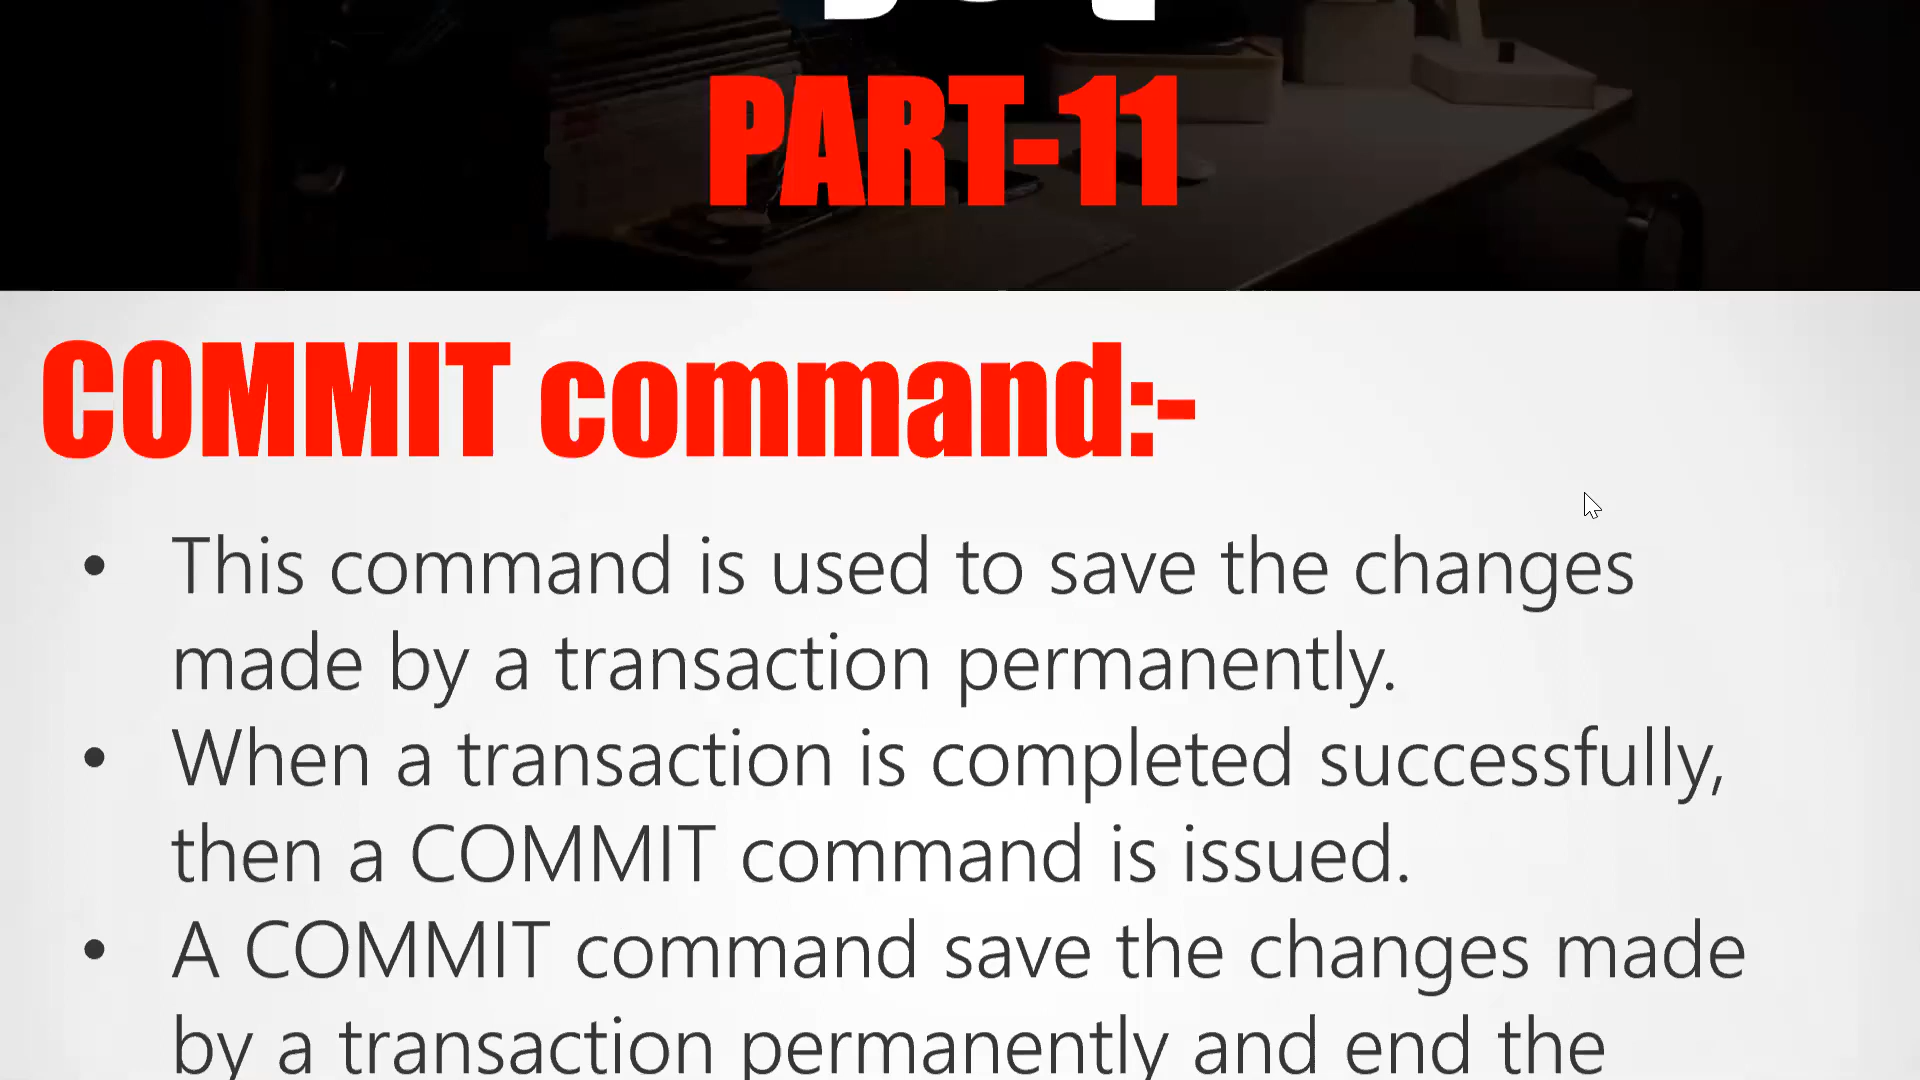 PART-11
COMMIT command:-
• This command is used to save the changes
made by a transaction permanently.
• When a transaction is completed successfully,
then a COMMIT command is issued.
• A COMMIT command save the changes made
by a transaction permanently and end the